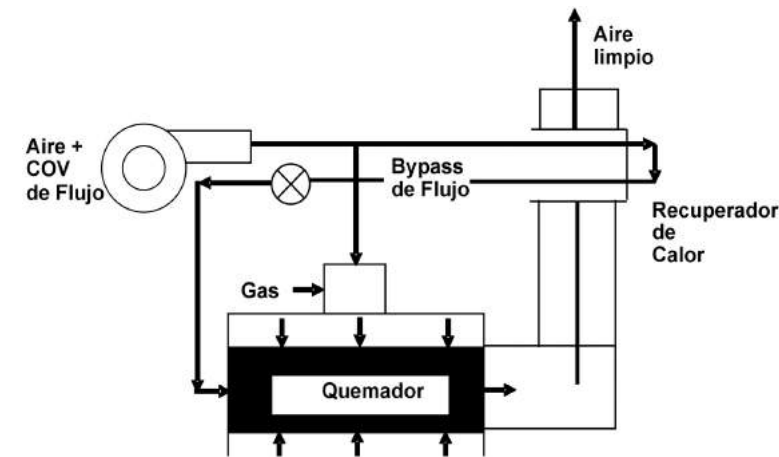 Aire
limpio
Aire +
COV
de Flujo
Bypass
de Flujo
Recuperador
de
Calor
Gas
Quemador